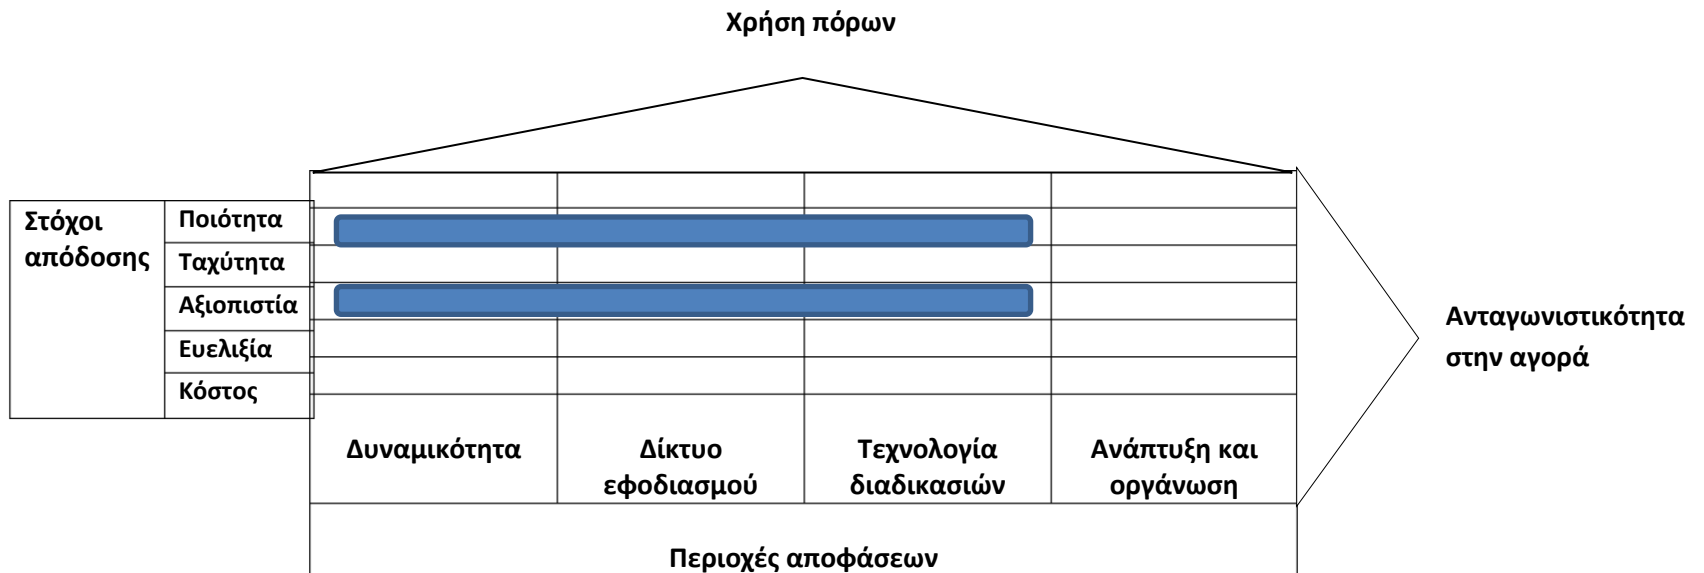 Χρήση πόρων
Στόχοι
απόδοσης
Ποιότητα
Ταχύτητα
Αξιοπιστία
Ευελιξία
Κόστος
Ανταγωνιστικότητα
στην αγορά
Δυναμικότητα
Δίκτυο
εφοδιασμού
Τεχνολογία
διαδικασιών
Ανάπτυξη και
οργάνωση
Περιοχές αποφάσεων